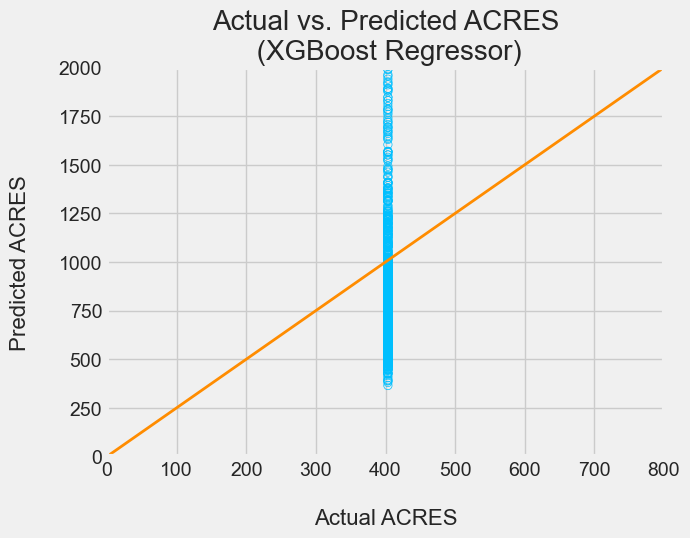 Actual vs. Predicted ACRES
(XGBoost Regressor)
2000
1750
1500
1250
1000
750
500
250
0
Predicted ACRES
0 100 200 300 400 500 600 700 800
Actual ACRES